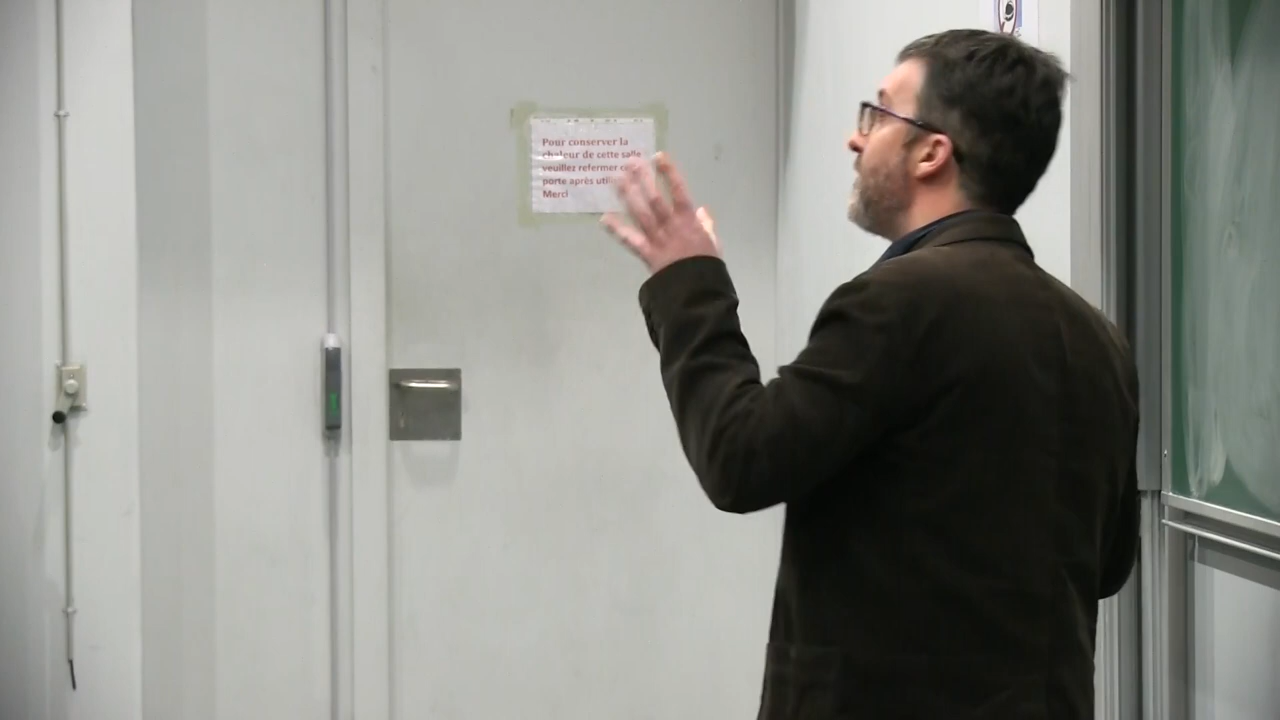 Pour conserver la
chaleur de cette salle
veuillez refermer
porte après
Merci